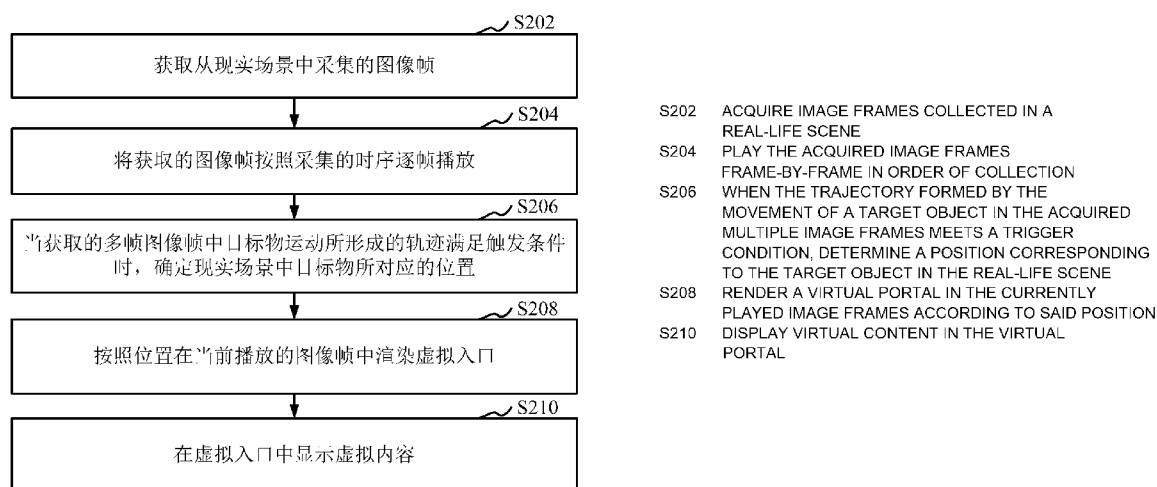 S202
获取从现实场景中采集的图像帧
S204
将获取的图像帧按照采集的时序逐帧播放
S206
当获取的多帧图像帧中目标物运动所形成的轨迹满足触发条件
时，确定现实场景中目标物所对应的位置
S208
按照位置在当前播放的图像帧中渲染虚拟入口
S210
在虚拟入口中显示虚拟内容
S202 ACQUIRE IMAGE FRAMES COLLECTED IN A
REAL-LIFE SCENE
S204 PLAY THE ACQUIRED IMAGE FRAMES
FRAME-BY-FRAME IN ORDER OF COLLECTION
S206 WHEN THE TRAJECTORY FORMED BY THE
MOVEMENT OF A TARGET OBJECT IN THE ACQUIRED
MULTIPLE IMAGE FRAMES MEETS A TRIGGER
CONDITION, DETERMINE A POSITION CORRESPONDING
TO THE TARGET OBJECT IN THE REAL-LIFE SCENE
S208 RENDER A VIRTUAL PORTAL IN THE CURRENTLY
PLAYED IMAGE FRAMES ACCORDING TO SAID POSITION
S210 DISPLAY VIRTUAL CONTENT IN THE VIRTUAL
PORTAL